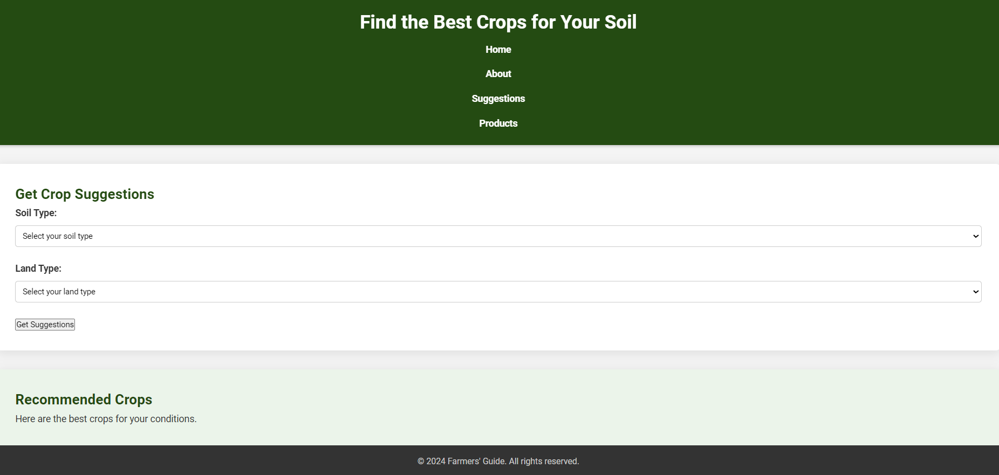 Find the Best Crops for Your Soil
Home
About
Suggestions
Products
Get Crop Suggestions
Soil Type:
Select your soil type
Land Type:
Select your land type
Get Suggestions
Recommended Crops
Here are the best crops for your conditions.
© 2024 Farmers' Guide. All rights reserved.